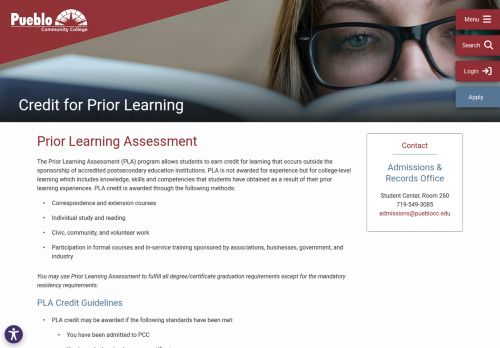 Pueblo
Community College
Menu
Search
Login
Apply
Credit for Prior Learning
Prior Learning Assessment
The Prior Learning Assessment (PLA) program allows students to earn credit for learning that occurs outside the
sponsorship of accredited postsecondary education institutions. PLA is not awarded for experience but for college-
level learning which includes knowledge, skills and competencies that students have obtained as a result of their prior
learning experiences. PLA credit is awarded through the following methods:
• Correspondence and extension courses
• Individual study and reading
• Civic, community, and volunteer work
• Participation in formal courses and in-service training sponsored by associations, businesses, government, and
industry
You may use Prior Learning Assessment to fulfill all degree/certificate graduation requirements except for the mandatory
residency requirements.
PLA Credit Guidelines
• PLA credit may be awarded if the following standards have been met:
• You have been admitted to PCC
Contact
Admissions &
Records Office
Student Center, Room 260
719-549-3085
admissions@pueblocc.edu